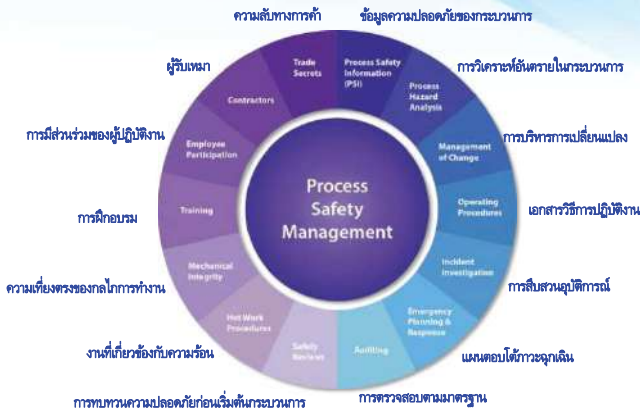 ความลับทางการค้า
ข้อมูลความปลอดภัยของกระบวนการ
ผู้รับเหมา
การวิเคราะห์อันตรายในกระบวนการ
การมีส่วนร่วมของผู้ปฏิบัติงาน
การบริหารการเปลี่ยนแปลง
การฝึกอบรม
เอกสารวิธีการปฏิบัติงาน
ความเที่ยงตรงของกลไกการทำงาน
การสืบสวนอุบัติการณ์
งานที่เกี่ยวข้องกับความร้อน
แผนตอบโต้ภาวะฉุกเฉิน
การทบทวนความปลอดภัยก่อนเริ่มต้นกระบวนการ
การตรวจสอบตามมาตรฐาน
Trade
Secrets
Process Safety
Information
(PSI)
Process
Hazard
Analysis
Management
of Change
Operating
Procedures
Incident
Investigation
Emergency
Planning &
Response
Auditing
Safety
Reviews
Hot Work
Procedures
Mechanical
Integrity
Training
Employee
Participation
Contractors
Process
Safety
Management